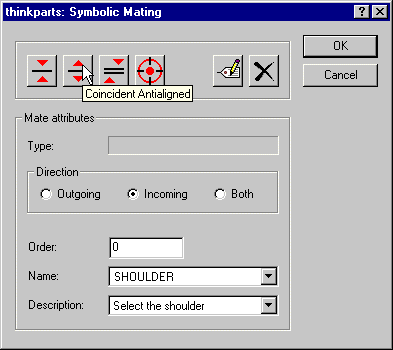 thinkparts: Symbolic Mating
OK
Cancel
Coincident Antialigned
Mate attributes
Type:
Direction
Outgoing Incoming Both
Order: 0
Name: SHOULDER
Description: Select the shoulder